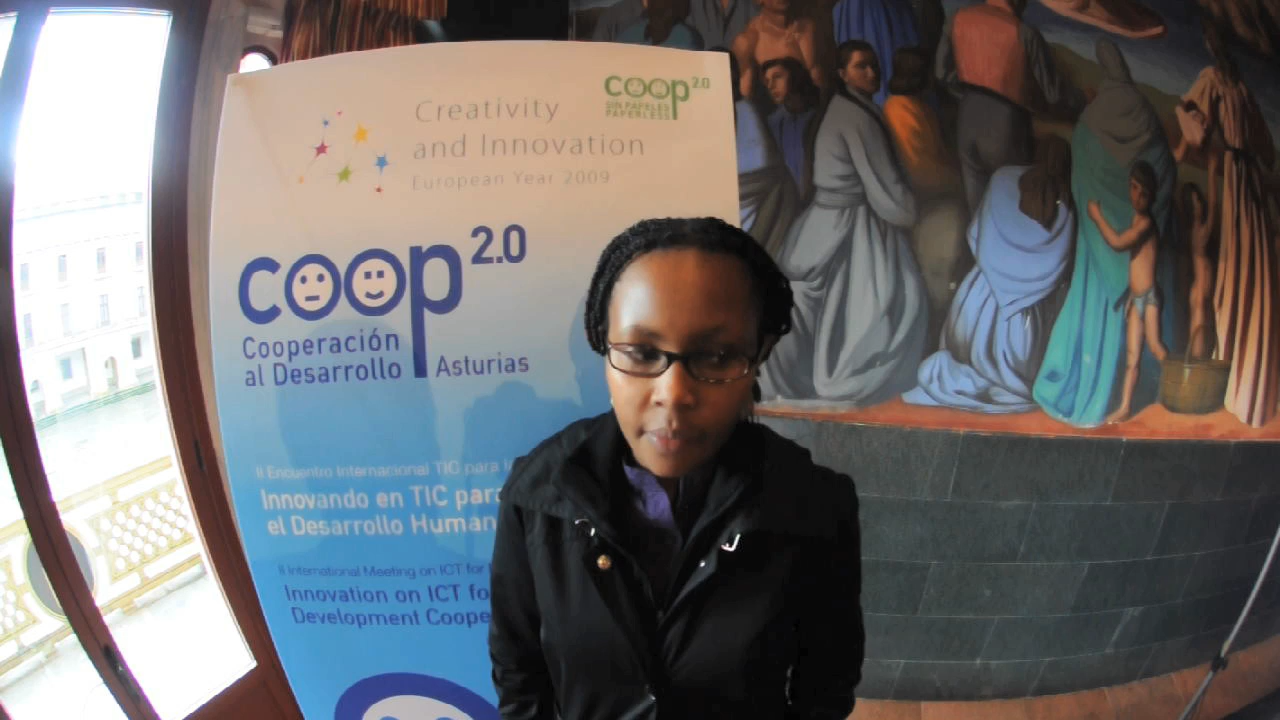 coop 2.0
SIN PAPELES
PAPERLESS
Creativity
and Innovation
European Year 2009
coop 2.0
Cooperación
al Desarrollo Asturias
II Encuentro Internacional TIC para
Innovando en TIC para
el Desarrollo Human
II International Meeting on ICT for
Innovation on ICT fo
Development Coope